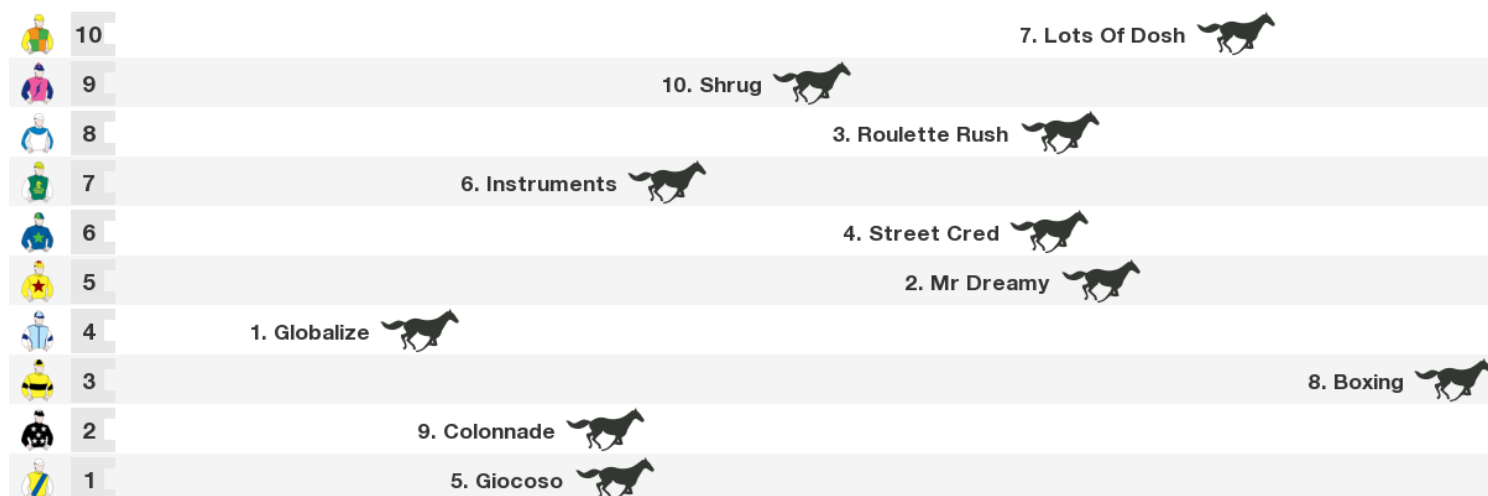 10 7. Lots Of Dosh
9 10. Shrug
8 3. Roulette Rush
7 6. Instruments
6 4. Street Cred
5 2. Mr Dreamy
4 1. Globalize
3 8. Boxing
2 9. Colonnade
1 5. Giocoso